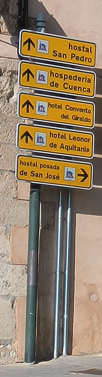 hostal
San Pedro
hospedería
de Cuenca
hotel Convento
del Giraldo
hotel Leonor
de Aquitania
hostal posada
de San José